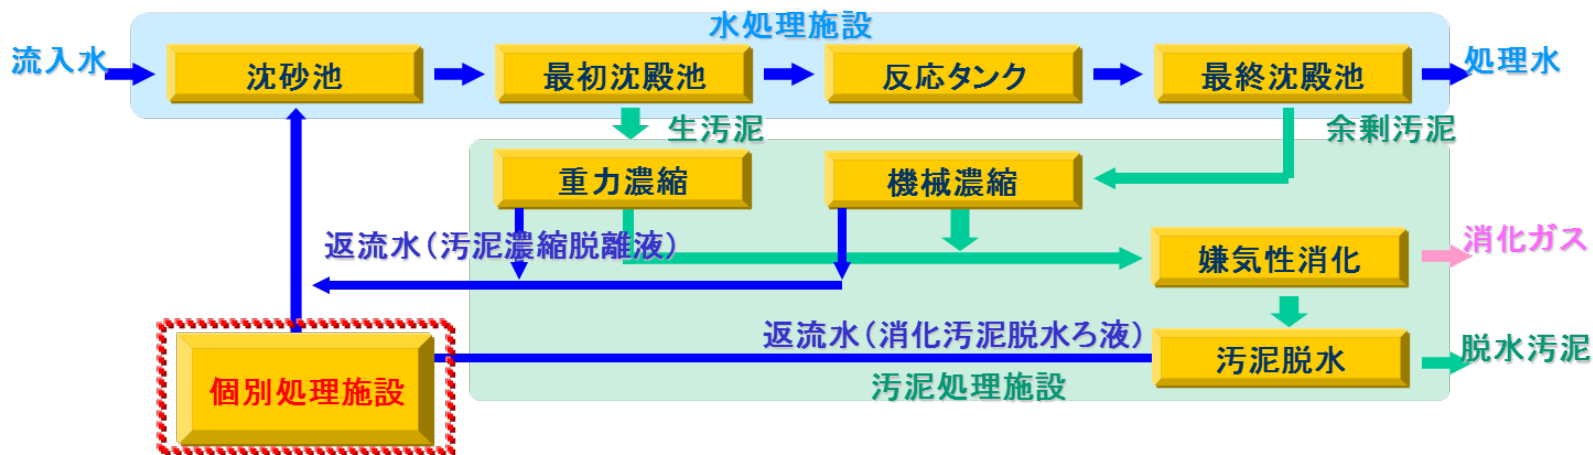 水処理施設
流入水
沈砂池
最初沈殿池
反応タンク
最終沈殿池
処理水
生汚泥
余剰汚泥
重力濃縮
機械濃縮
返流水（汚泥濃縮脱離液）
嫌気性消化
消化ガス
返流水（消化汚泥脱水ろ液）
汚泥脱水
脱水汚泥
個別処理施設
汚泥処理施設